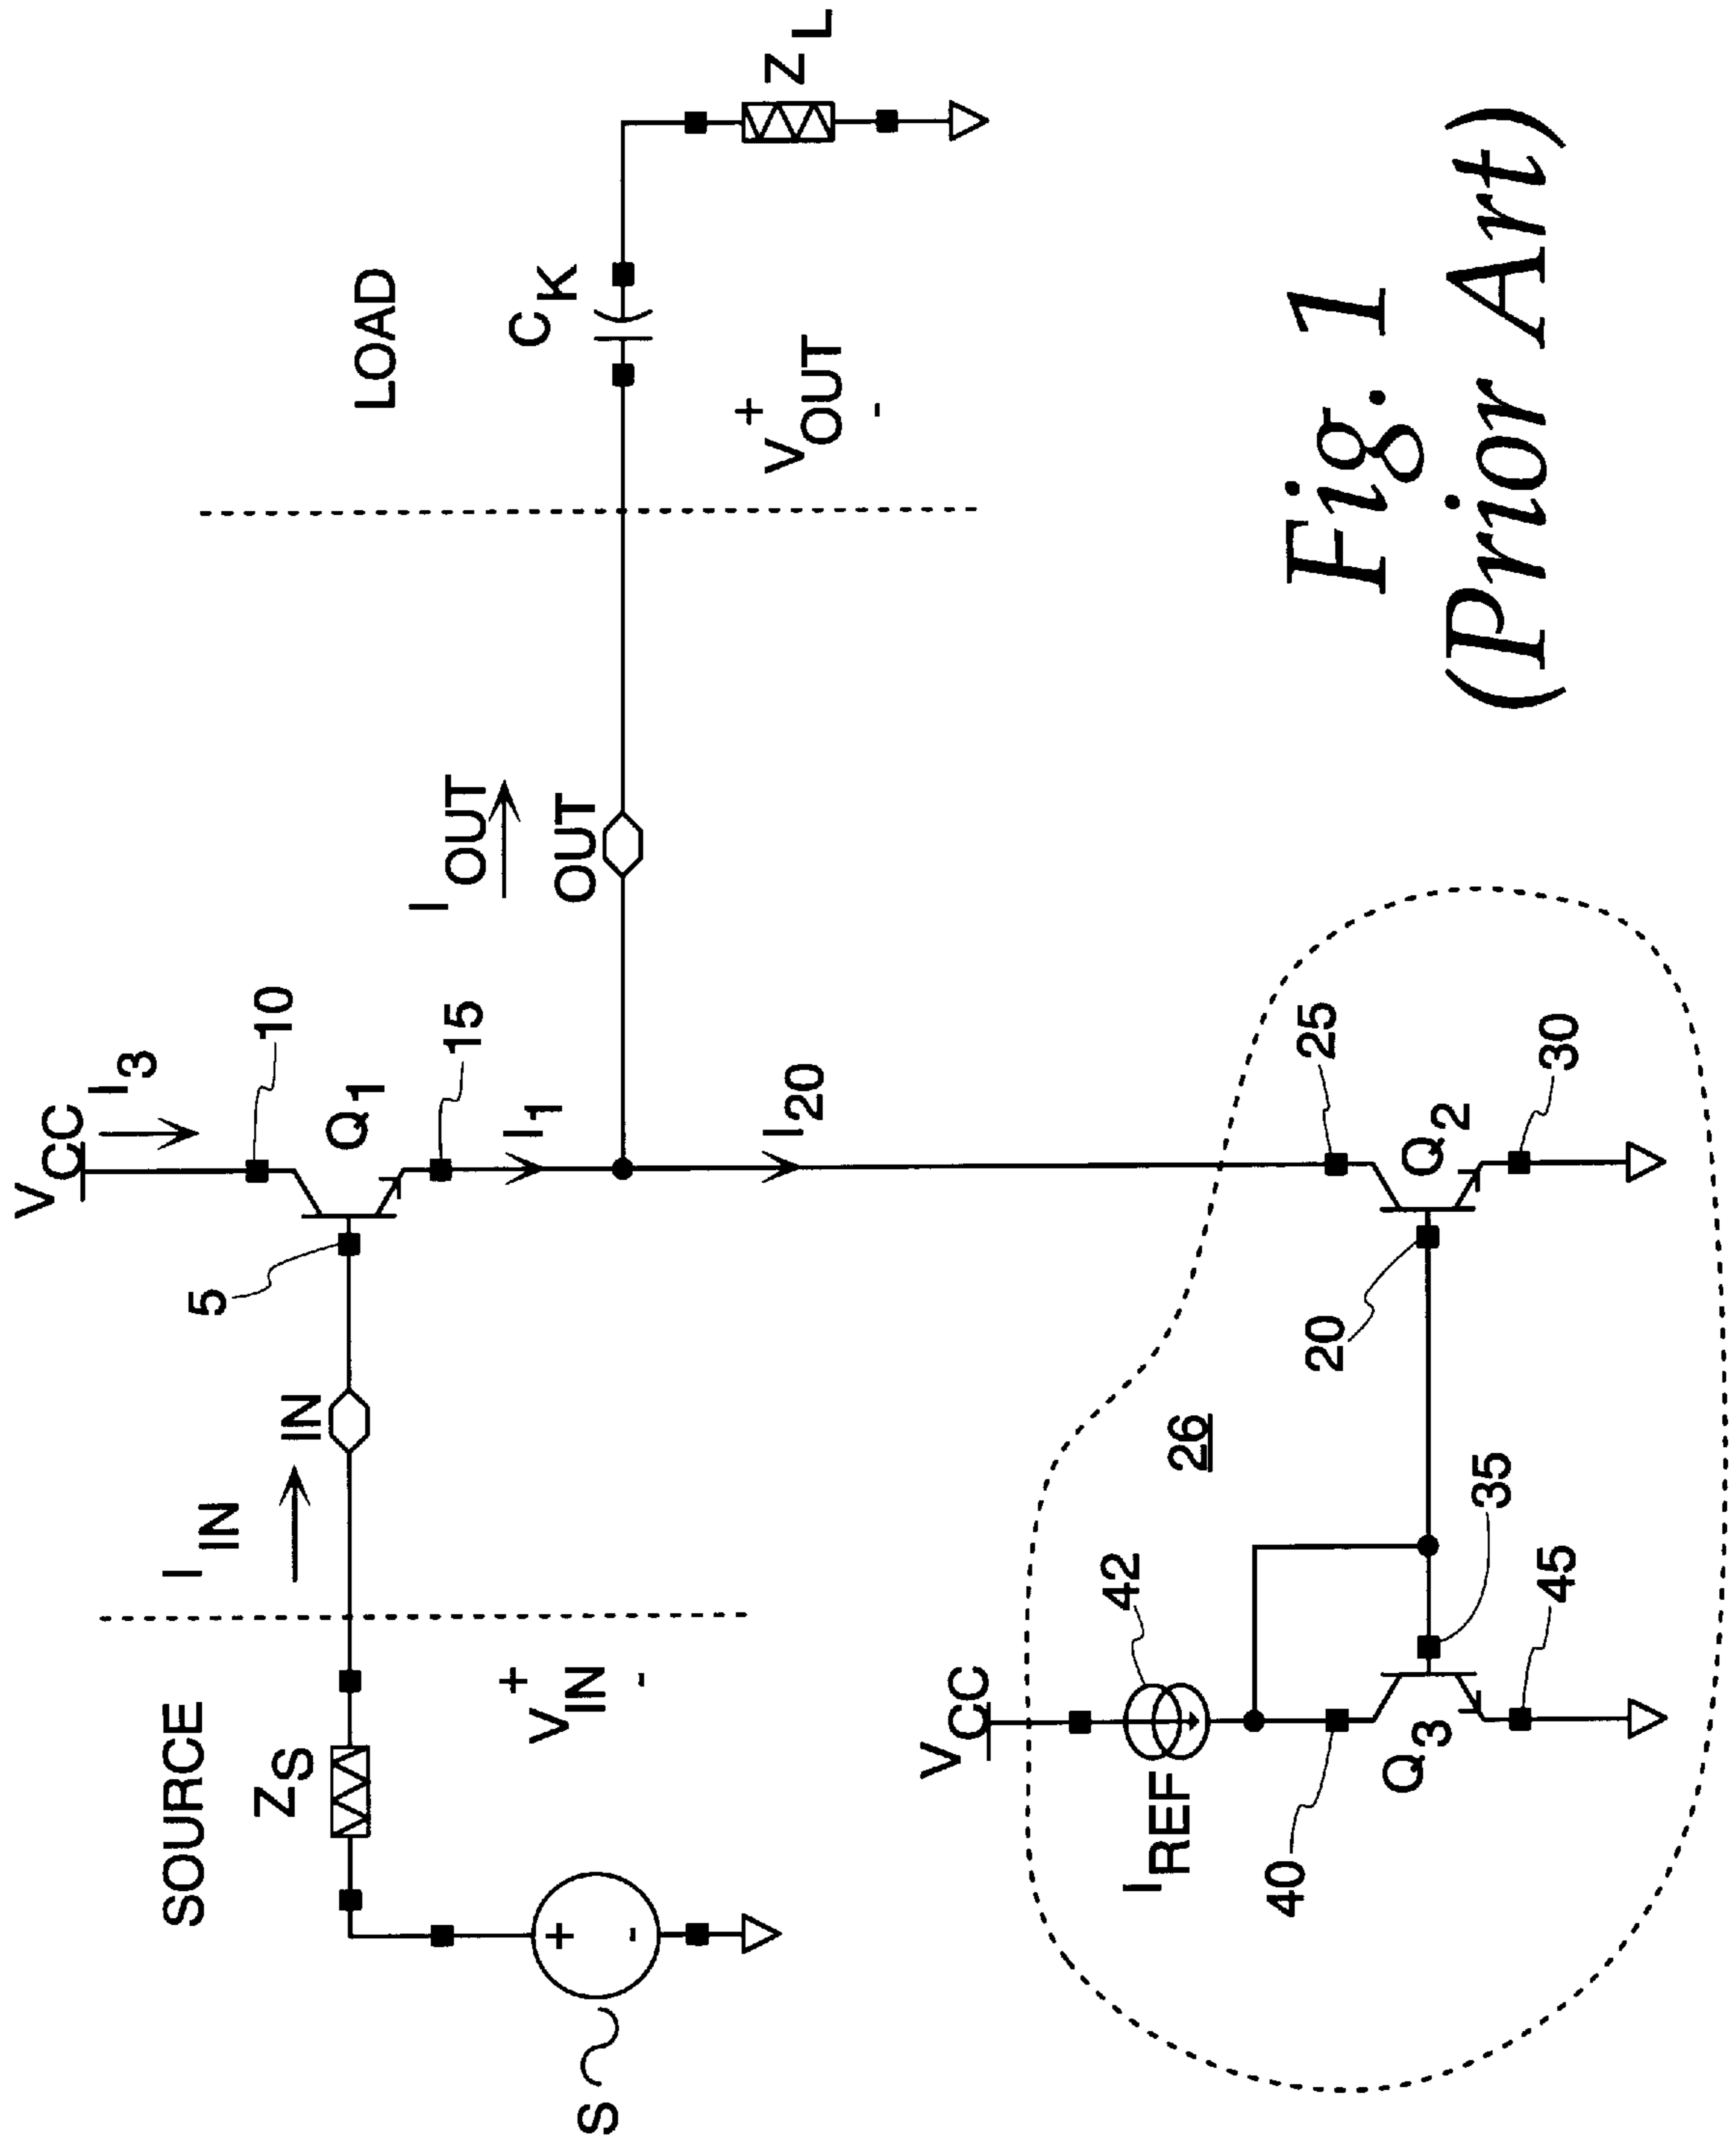 VCC
I3
10
Q1
15
5
I1
I20
SOURCE
ZS
IIN
IN
+
VIN
-
+
-
S
IOUT
OUT
LOAD
CK
ZL
+
VOUT
-
VCC
IREF
42
26
40
Q3
35
45
20
25
Q2
30
Fig. 1
(Prior Art)